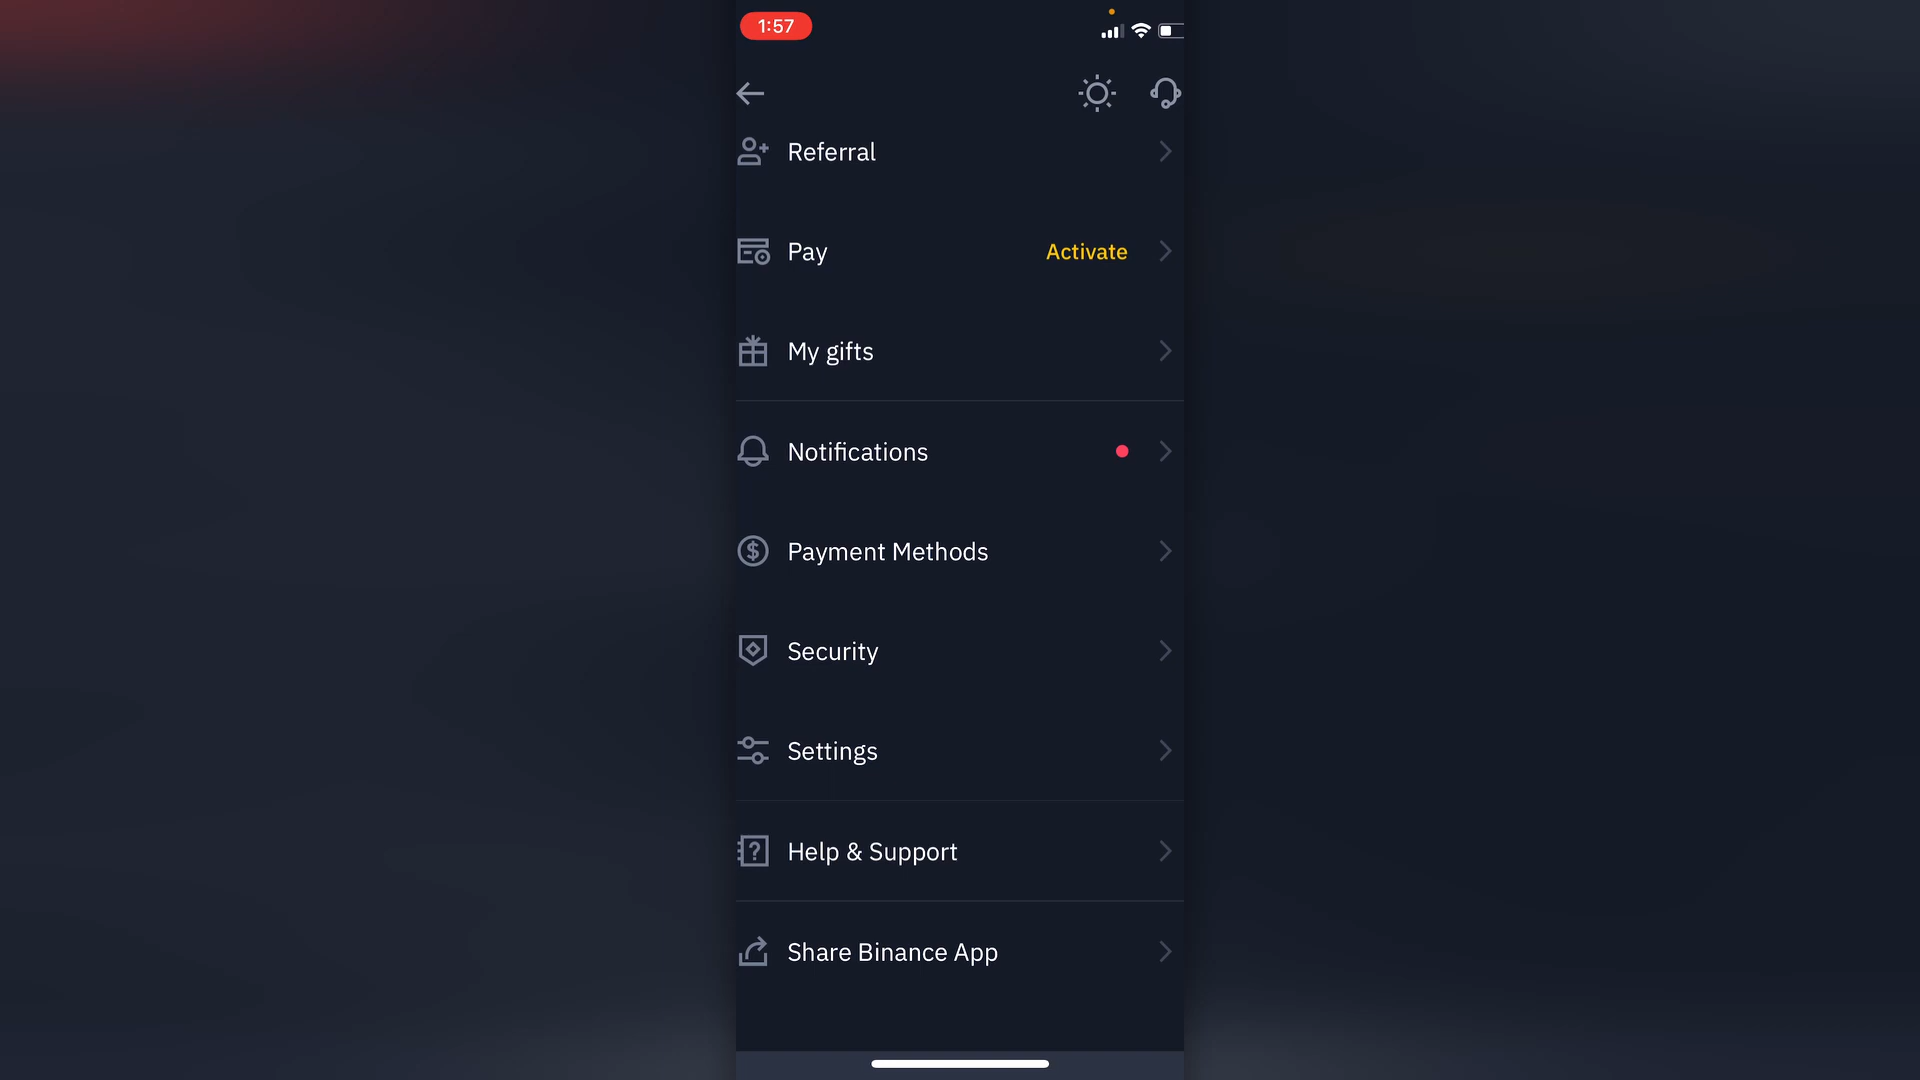 1:57
Referral
Pay Activate
My gifts
Notifications
Payment Methods
Security
Settings
Help & Support
Share Binance App